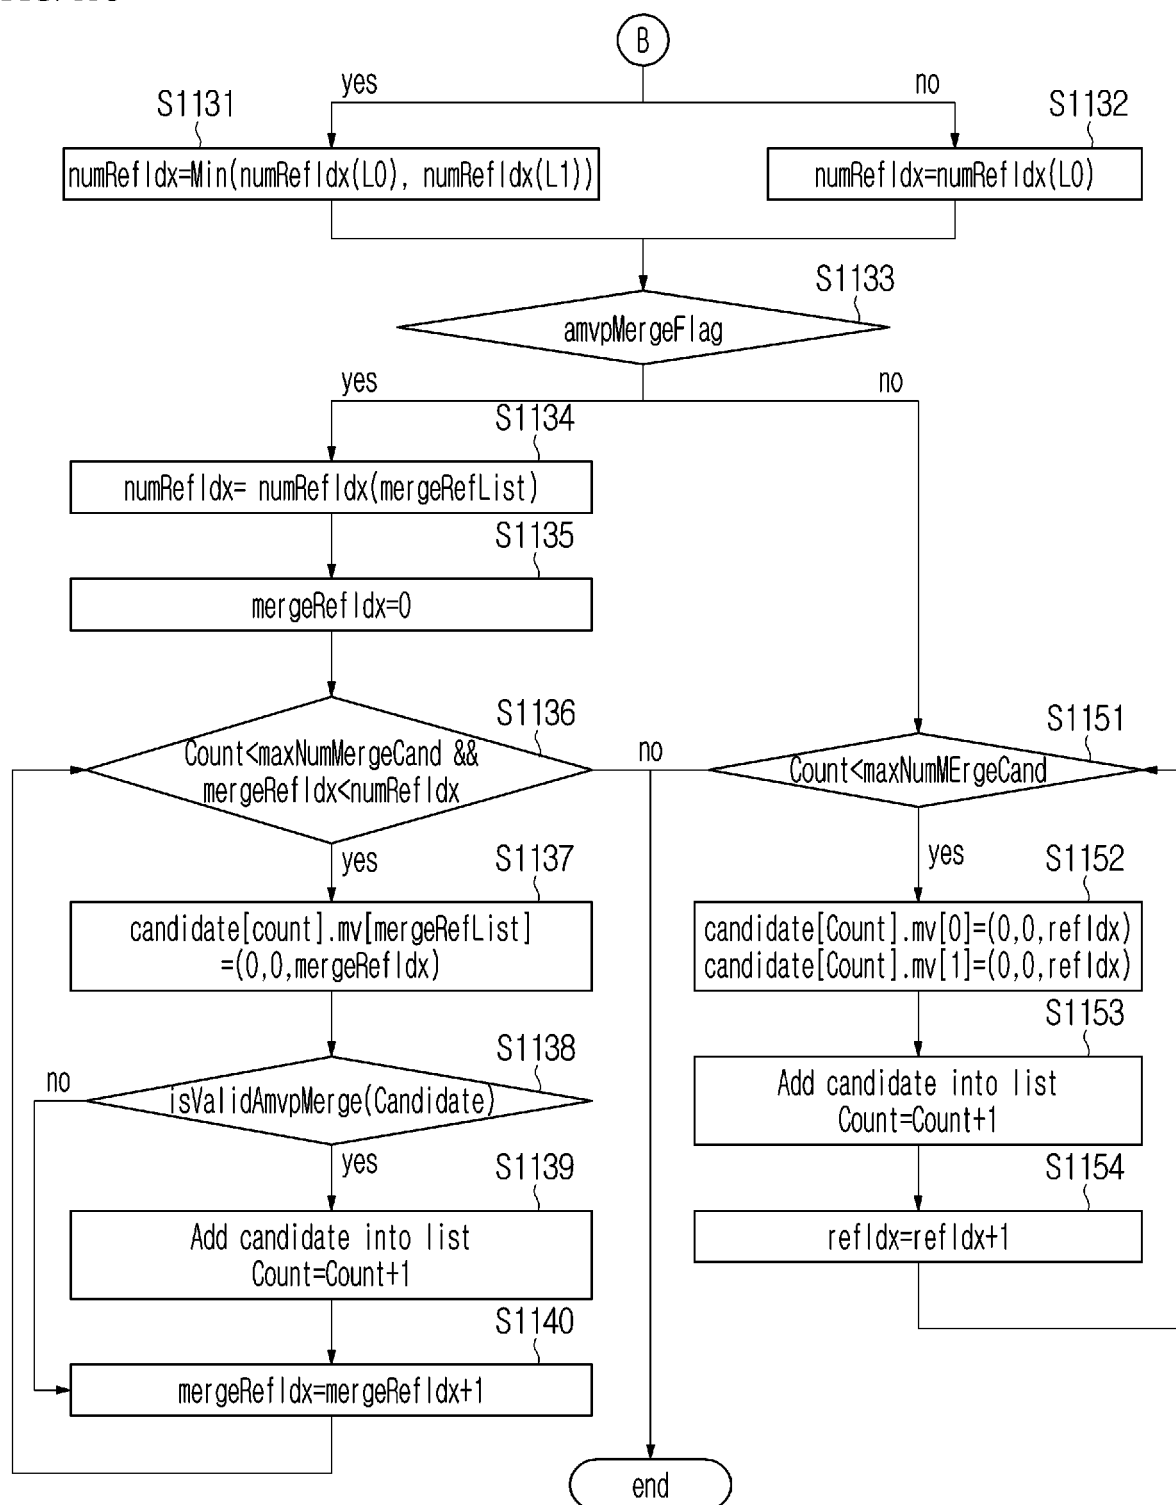 B
yes
no
S1131
S1132
numRefIdx=Min(numRefIdx(L0), numRefIdx(L1))
numRefIdx=numRefIdx(L0)
S1133
amvpMergeFlag
yes
no
S1134
numRefIdx= numRefIdx(mergeRefList)
S1135
mergeRefIdx=0
S1136
Count<maxNumMergeCand &&
mergeRefIdx<numRefIdx
no
S1151
Count<maxNumMErgeCand
yes
S1137
candidate[count].mv[mergeRefList]
=(0,0,mergeRefIdx)
yes
S1152
candidate[Count].mv[0]=(0,0,refIdx)
candidate[Count].mv[1]=(0,0,refIdx)
S1138
no
isValidAmvpMerge(Candidate)
S1153
Add candidate into list
Count=Count+1
yes
S1139
Add candidate into list
Count=Count+1
S1154
refIdx=refIdx+1
S1140
mergeRefIdx=mergeRefIdx+1
end